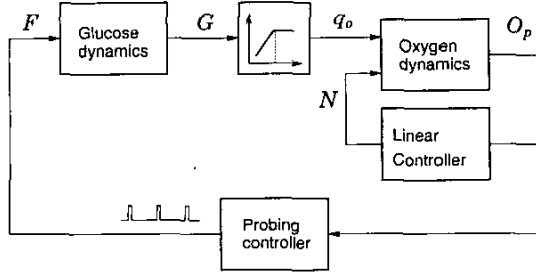 F
Glucose
dynamics
G
q_o
Oxygen
dynamics
O_p
N
Linear
Controller
Probing
controller